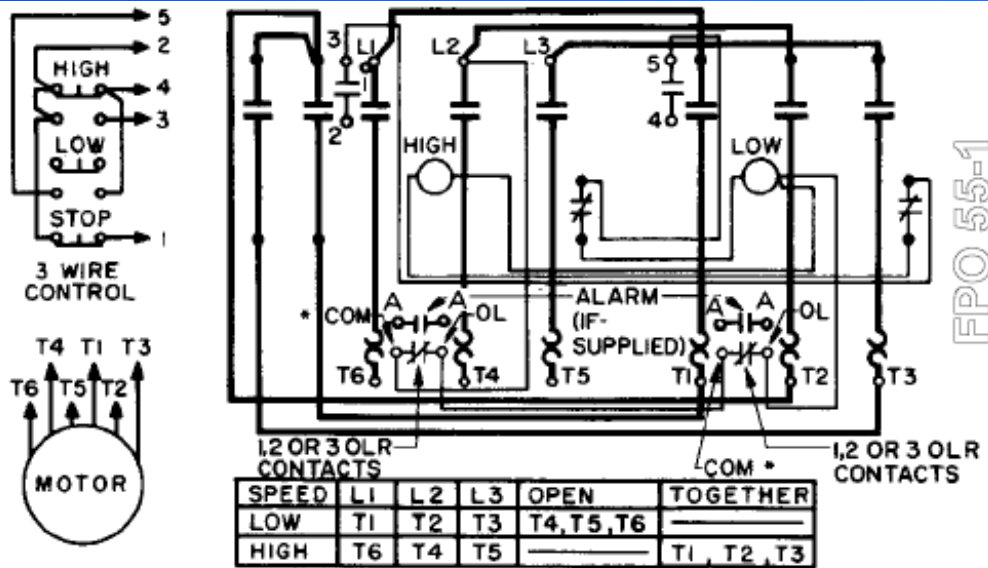 5
2
HIGH
4
3
LOW
STOP
1
3 WIRE
CONTROL
T4 T1 T3
T6 T5 T2
MOTOR
3 L1 L2 L3 5
1
2 4
HIGH LOW
* COM A A ALARM A A
OL (IF- OL
SUPPLIED)
T6 T4 T5 T1 T2 T3
1,2 OR 3 OLR
CONTACTS
COM *
1,2 OR 3 OLR
CONTACTS
SPEED L1 L2 L3 OPEN TOGETHER
LOW T1 T2 T3 T4,T5,T6
HIGH T6 T4 T5 T1, T2, T3
FPO 55-1